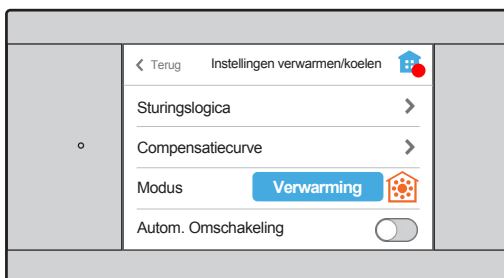 Terug Instellingen verwarmen/koelen
Sturingslogica
Compensatiecurve
Modus Verwarming
Autom. Omschakeling